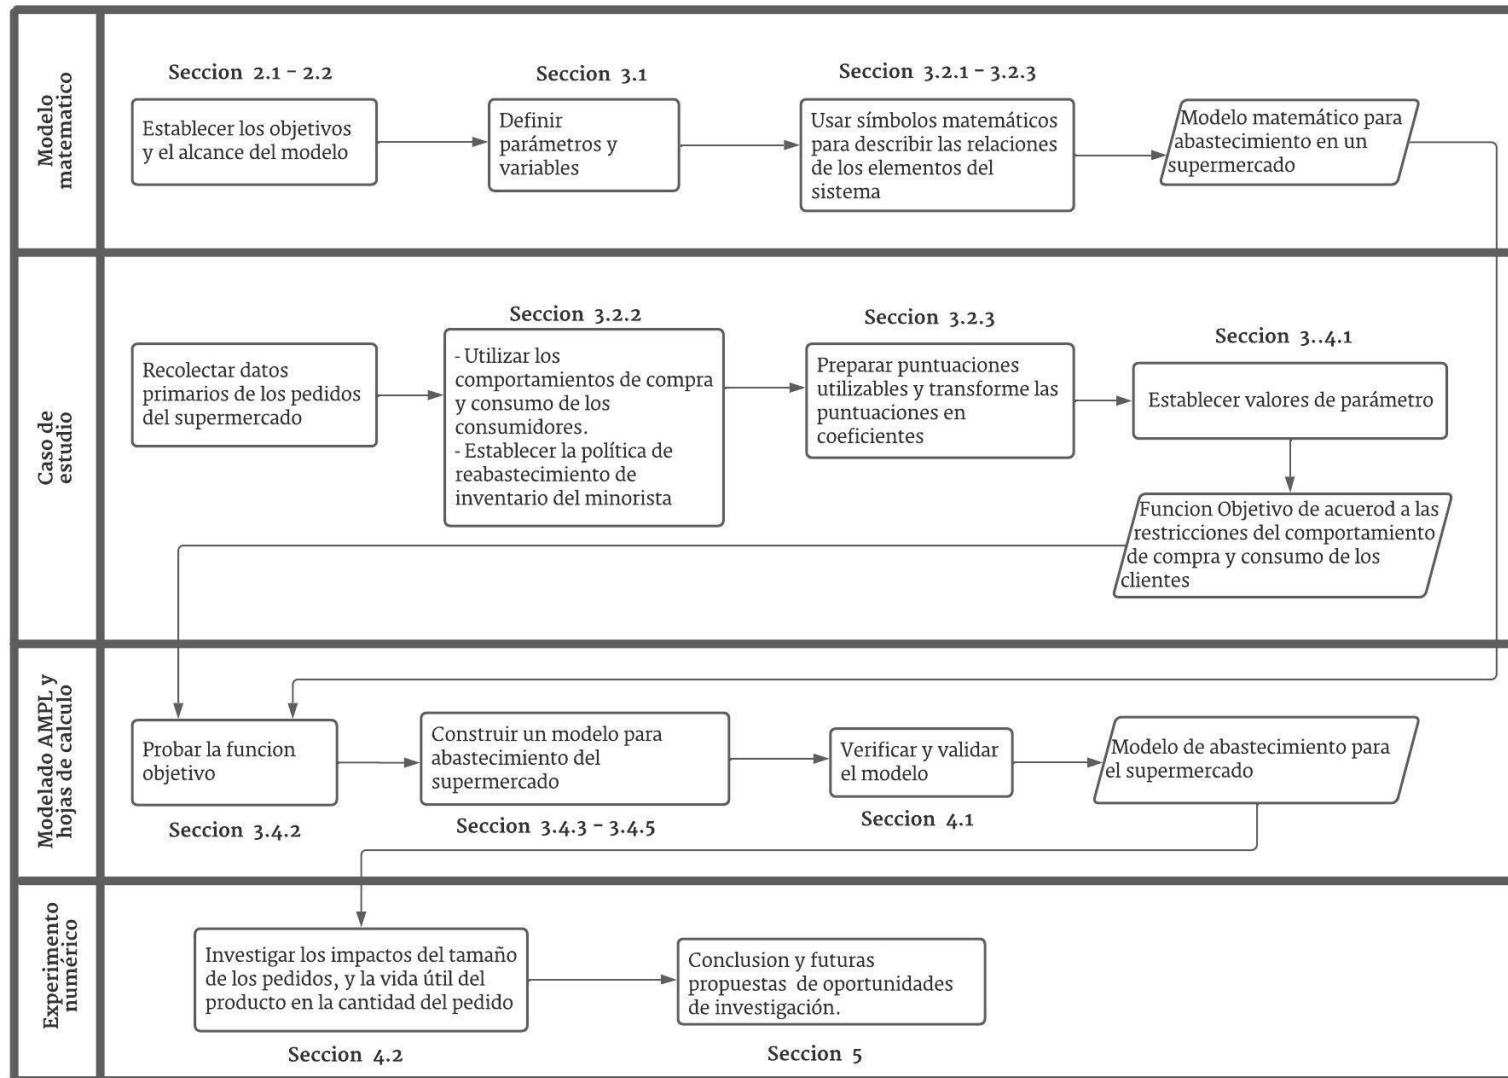 Modelo
matematico
Seccion 2.1 - 2.2
Establecer los objetivos
y el alcance del modelo
Seccion 3.1
Definir
parámetros y
variables
Seccion 3.2.1 - 3.2.3
Usar símbolos matemáticos
para describir las relaciones
de los elementos del
sistema
Modelo matemático para
abastecimiento en un
supermercado
Caso de
estudio
Recolectar datos
primarios de los pedidos
del supermercado
Seccion 3.2.2
- Utilizar los
comportamientos de compra
y consumo de los
consumidores.
- Establecer la política de
reabastecimiento de
inventario del minorista
Seccion 3.2.3
Preparar puntuaciones
utilizables y transforme las
puntuaciones en
coeficientes
Seccion 3..4.1
Establecer valores de parámetro
Funcion Objetivo de acuerod a las
restricciones del comportamiento
de compra y consumo de los
clientes
Modelado AMPL y
hojas de calculo
Probar la funcion
objetivo
Seccion 3.4.2
Construir un modelo para
abastecimiento del
supermercado
Seccion 3.4.3 - 3.4.5
Verificar y validar
el modelo
Seccion 4.1
Modelo de abastecimiento para
el supermercado
Experimento
numérico
Investigar los impactos del tamaño
de los pedidos, y la vida útil del
producto en la cantidad del pedido
Seccion 4.2
Conclusion y futuras
propuestas de oportunidades
de investigación.
Seccion 5